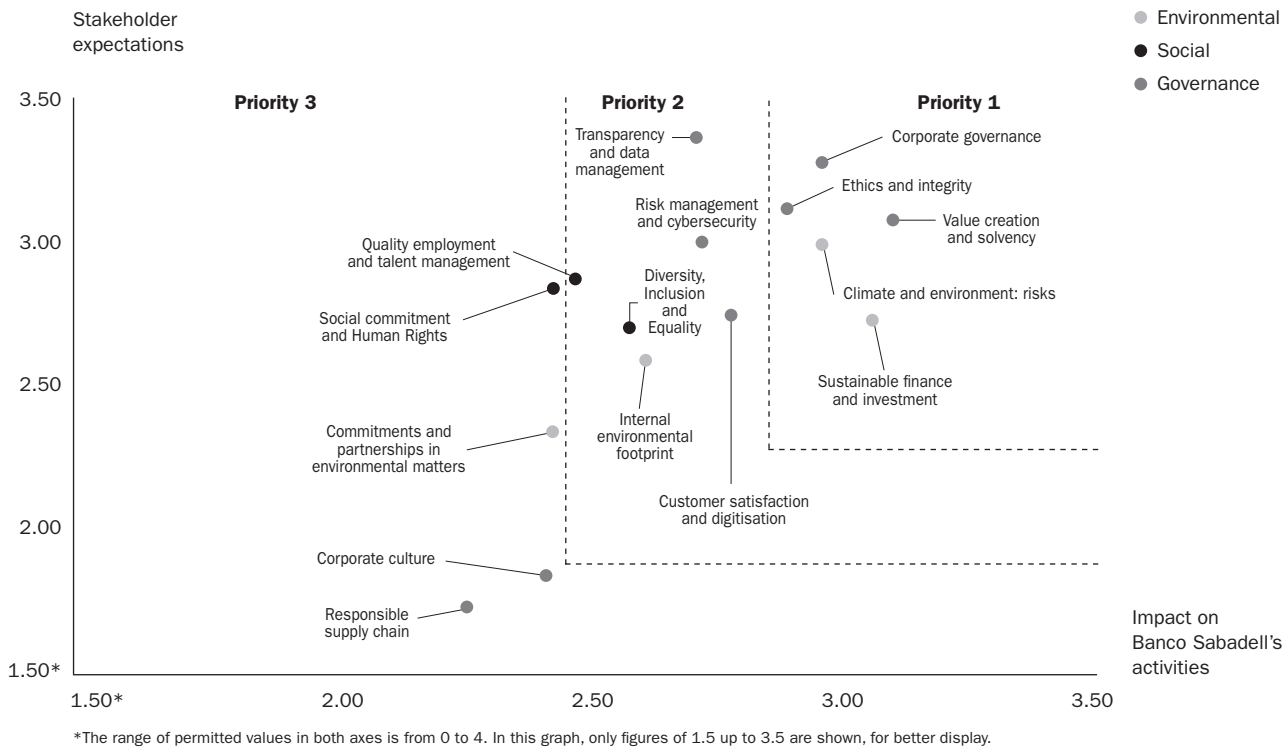 Stakeholder
expectations
Environmental
Social
Governance
3.50
3.00
2.50
2.00
1.50*
Priority 3
Priority 2
Priority 1
Transparency
and data
management
Corporate governance
Ethics and integrity
Risk management
and cybersecurity
Value creation
and solvency
Quality employment
and talent management
Diversity,
Inclusion
and
Equality
Climate and environment: risks
Social commitment
and Human Rights
Sustainable finance
and investment
Internal
environmental
footprint
Commitments and
partnerships in
environmental matters
Customer satisfaction
and digitisation
Corporate culture
Responsible
supply chain
Impact on
Banco Sabadell's
activities
1.50*
2.00
2.50
3.00
3.50
*The range of permitted values in both axes is from 0 to 4. In this graph, only figures of 1.5 up to 3.5 are shown, for better display.